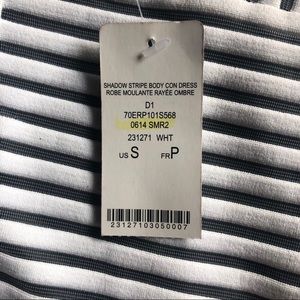 SHADOW STRIPE BODY CON DRESS
ROBE MOULANTE RAYÉE OMBRE
D1
70ERP101S568
0614 SMR2
231271 WHT
US S FR P
23127103050007